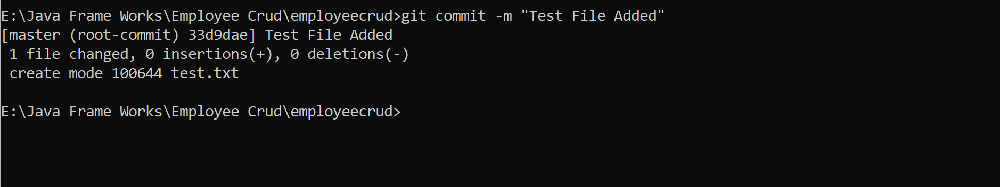 E:\Java Frame Works\Employee Crud\employeecrud>git commit -m "Test File Added"
[master (root-commit) 33d9dae] Test File Added
 1 file changed, 0 insertions(+), 0 deletions(-)
 create mode 100644 test.txt
E:\Java Frame Works\Employee Crud\employeecrud>